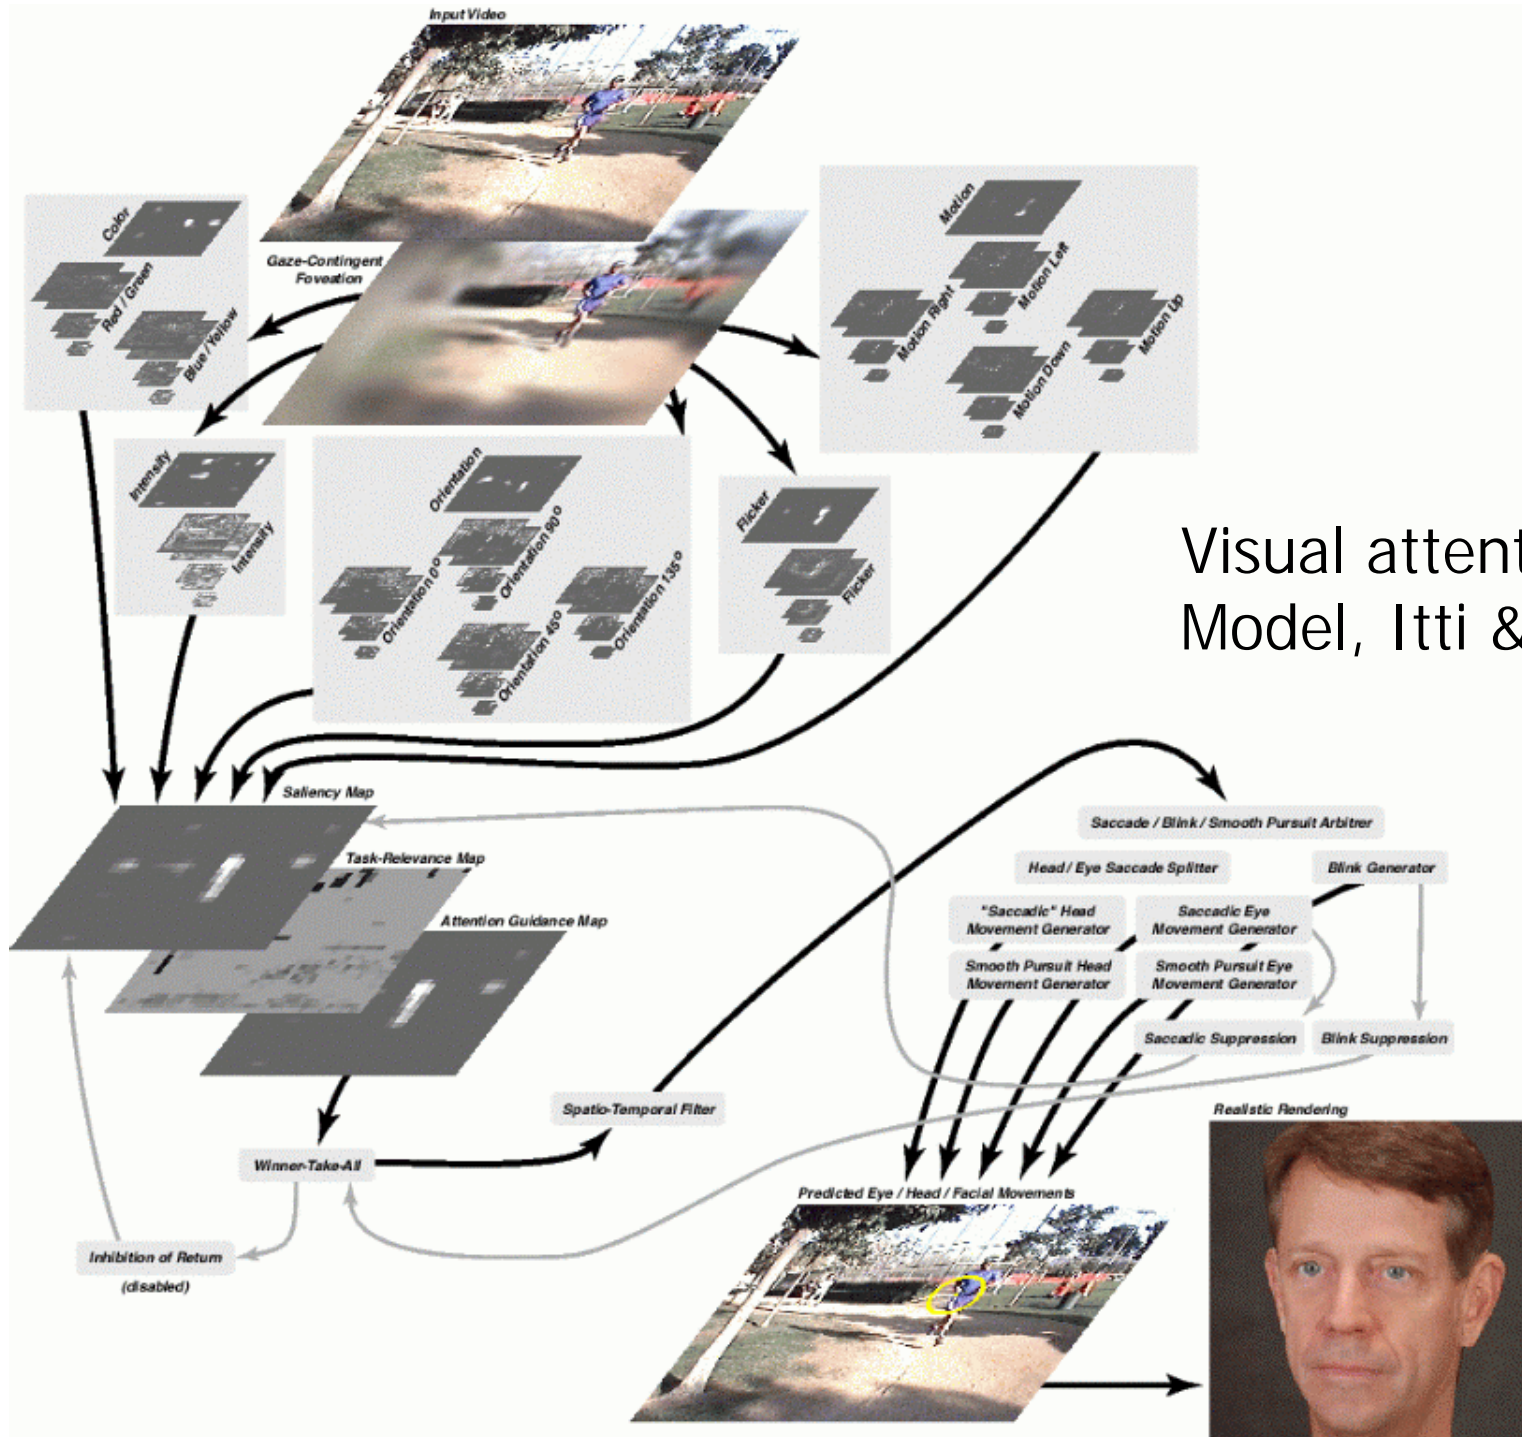 Input Video
Gaze-Contingent
Foveation
Color
Red / Green
Blue / Yellow
Motion
Motion Left
Motion Right
Motion Up
Motion Down
Intensity
Intensity
Orientation
Orientation 90°
Orientation 0°
Orientation 135°
Orientation 45°
Flicker
Flicker
Visual attent
Model, Itti &
Saliency Map
Task-Relevance Map
Attention Guidance Map
Saccade / Blink / Smooth Pursuit Arbitrer
Head / Eye Saccade Splitter
Blink Generator
"Saccadic" Head
Movement Generator
Saccadic Eye
Movement Generator
Smooth Pursuit Head
Movement Generator
Smooth Pursuit Eye
Movement Generator
Saccadic Suppression
Blink Suppression
Spatio-Temporal Filter
Winner-Take-All
Inhibition of Return
(disabled)
Predicted Eye / Head / Facial Movements
Realistic Rendering